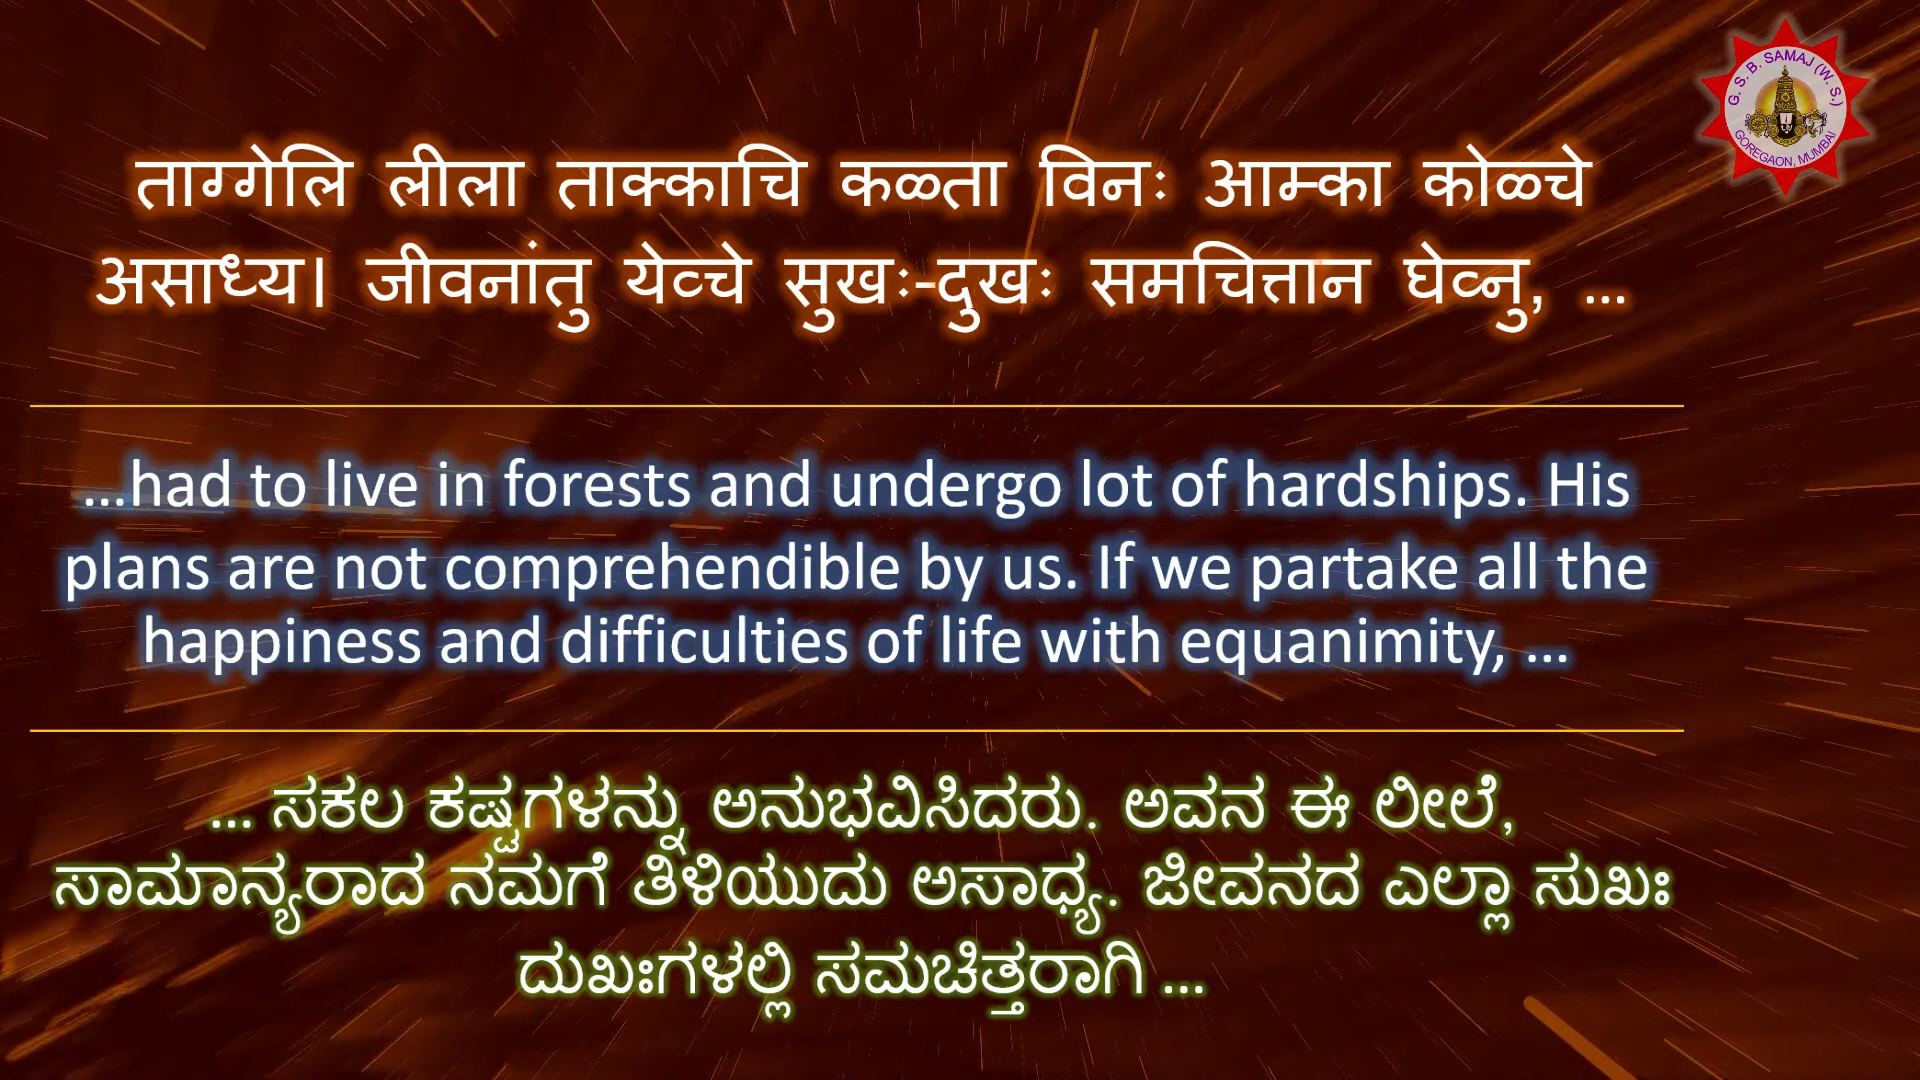 G. S. B. SAMAJ (W. S.)
GOREGAON, MUMBAI
ताग्गेलि लीला ताक्काचि कळ्ता विनः आम्का कोळ्चे
असाध्य। जीवनांतु येव्चे सुखः-दुखः समचित्तान घेव्नु, ...
...had to live in forests and undergo lot of hardships. His
plans are not comprehendible by us. If we partake all the
happiness and difficulties of life with equanimity, ...
... ಸಕಲ ಕಷ್ಟಗಳನ್ನು ಅನುಭವಿಸಿದರು. ಅವನ ಈ ಲೀಲೆ,
ಸಾಮಾನ್ಯರಾದ ನಮಗೆ ತಿಳಿಯುದು ಅಸಾಧ್ಯ. ಜೀವನದ ಎಲ್ಲಾ ಸುಖಃ
ದುಖಃಗಳಲ್ಲಿ ಸಮಚಿತ್ತರಾಗಿ ...